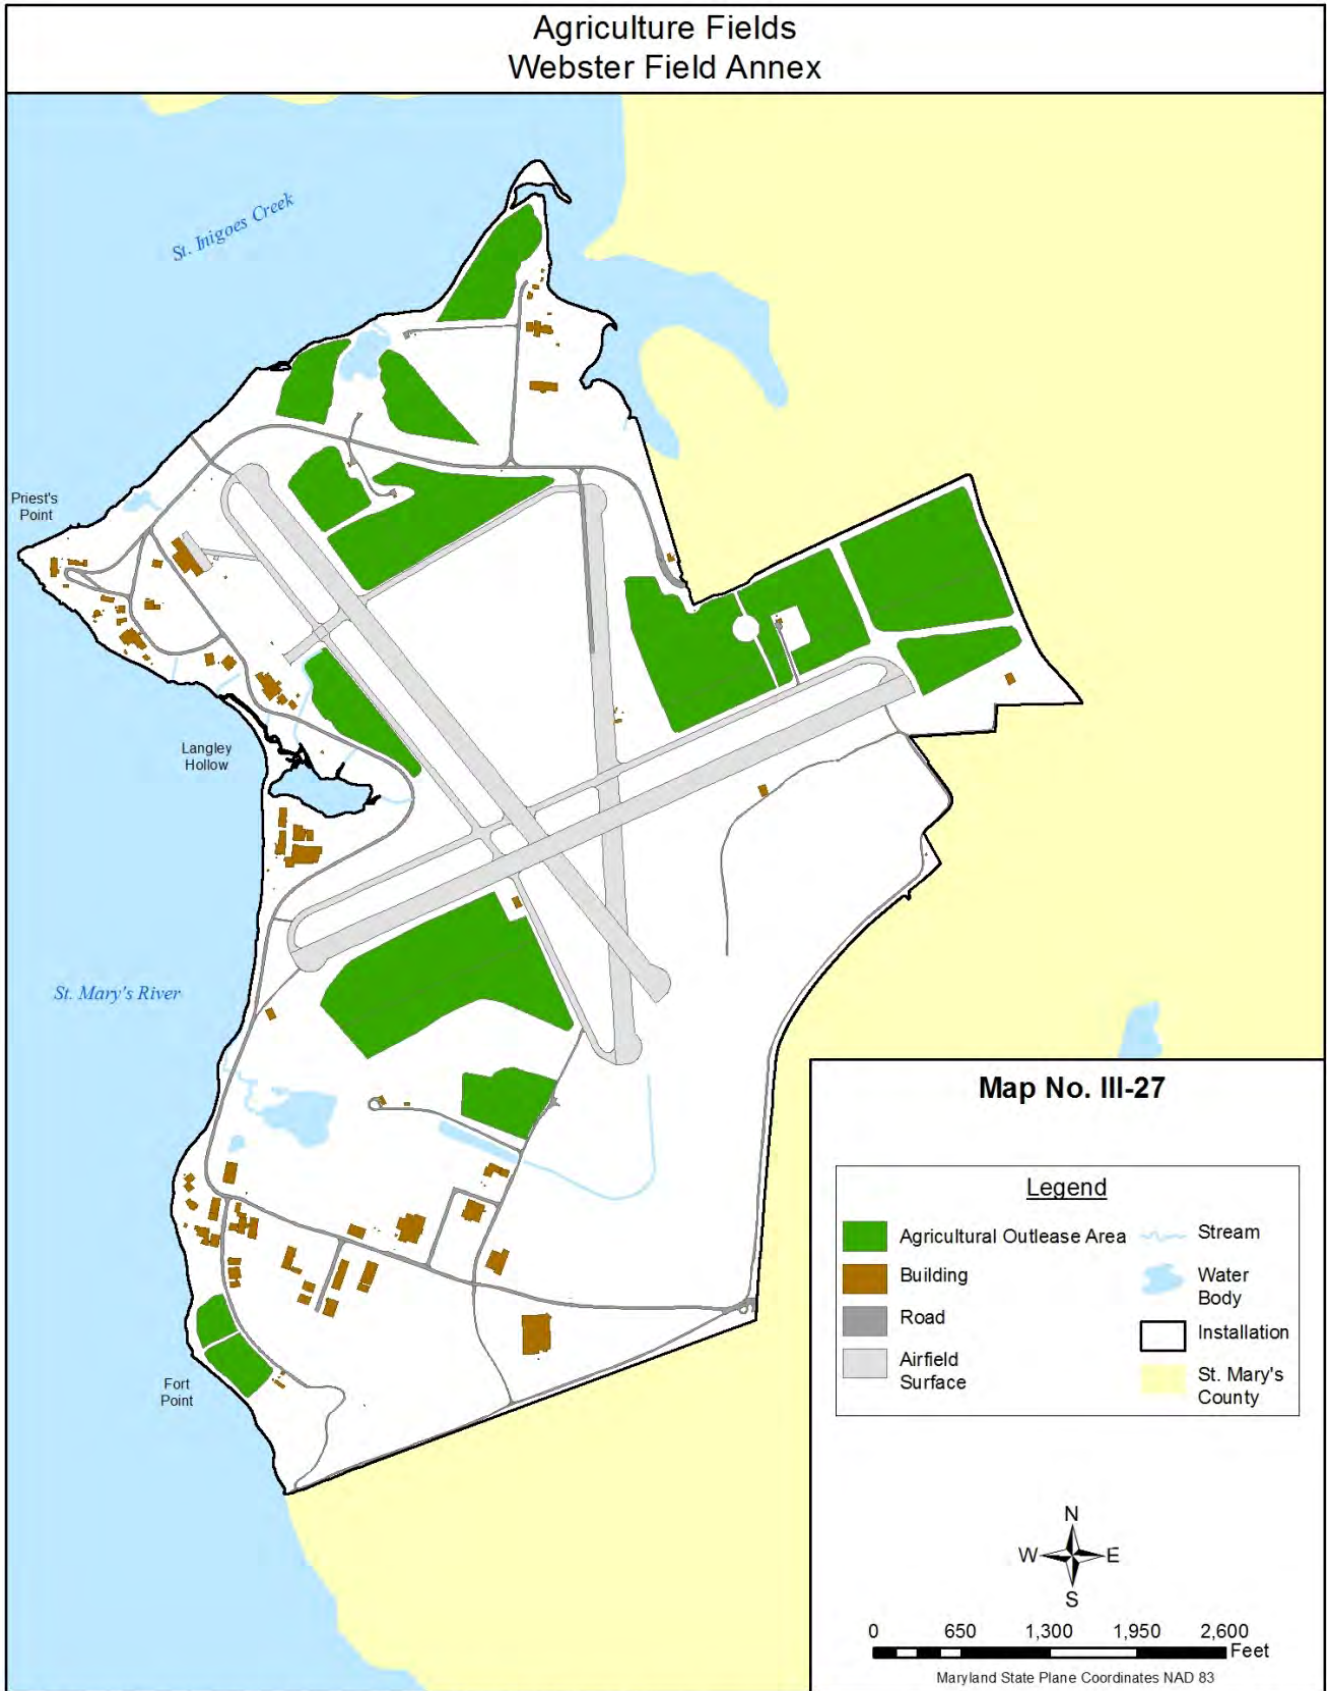 Agriculture Fields
Webster Field Annex
St. Inigoes Creek
Priest's
Point
Langley
Hollow
St. Mary's River
Fort
Point
Map No. III-27
Legend
Agricultural Outlease Area
Building
Road
Airfield
Surface
Stream
Water
Body
Installation
St. Mary's
County
N
W E
S
0 650 1,300 1,950 2,600
Feet
Maryland State Plane Coordinates NAD 83